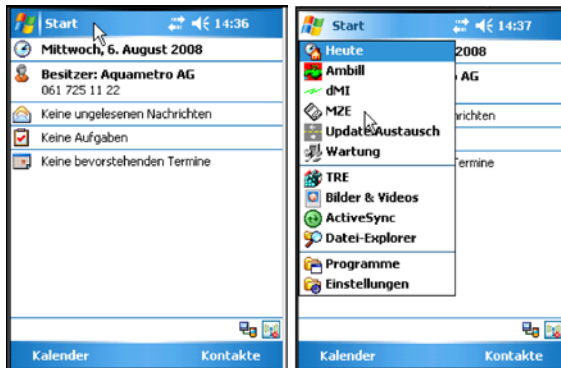 Start 14:36
Mittwoch, 6. August 2008
Besitzer: Aquametro AG
061 725 11 22
Keine ungelesenen Nachrichten
Keine Aufgaben
Keine bevorstehenden Termine
Kalender Kontakte
Start 14:37
Heute 2008
Ambill AG
dMI
MZE hrichten
Update Austausch
Wartung Termine
TRE
Bilder & Videos
ActiveSync
Datei-Explorer
Programme
Einstellungen
Kalender Kontakte